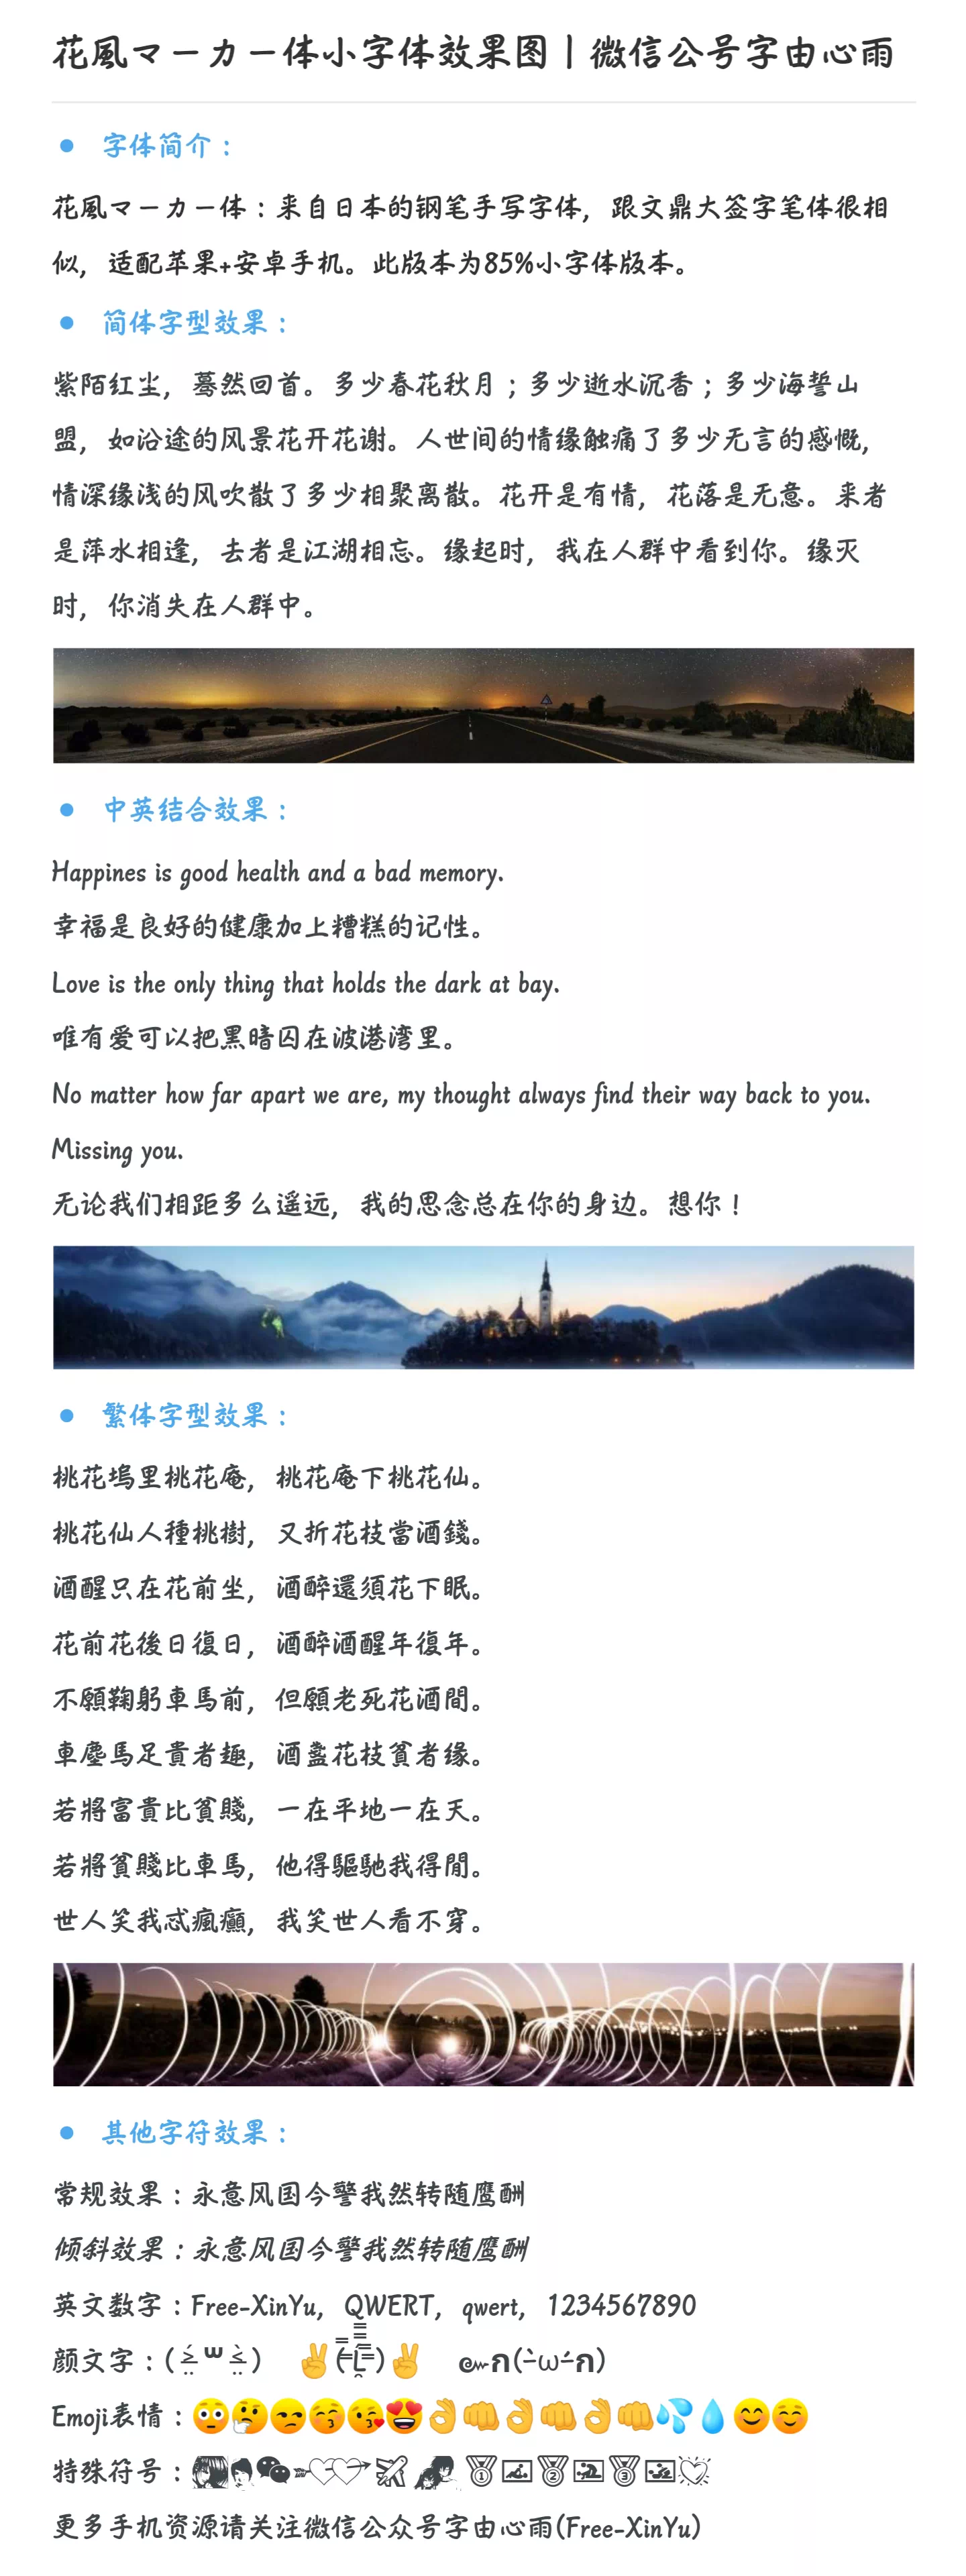 花風マーカー体小字体效果图丨微信公号字由心雨
● 字体简介：
花風マーカー体：来自日本的钢笔手写字体，跟文鼎大签字笔体很相
似，适配苹果+安卓手机。此版本为85%小字体版本。
● 简体字型效果：
紫陌红尘，蓦然回首。多少春花秋月；多少逝水沉香；多少海誓山
盟，如沿途的风景花开花谢。人世间的情缘触痛了多少无言的感慨，
情深缘浅的风吹散了多少相聚离散。花开是有情，花落是无意。来者
是萍水相逢，去者是江湖相忘。缘起时，我在人群中看到你。缘灭
时，你消失在人群中。
● 中英结合效果：
Happines is good health and a bad memory.
幸福是良好的健康加上糟糕的记性。
Love is the only thing that holds the dark at bay.
唯有爱可以把黑暗囚在波港湾里。
No matter how far apart we are, my thought always find their way back to you.
Missing you.
无论我们相距多么遥远，我的思念总在你的身边。想你！
● 繁体字型效果：
桃花塢里桃花庵，桃花庵下桃花仙。
桃花仙人種桃樹，又折花枝當酒錢。
酒醒只在花前坐，酒醉還須花下眠。
花前花後日復日，酒醉酒醒年復年。
不願鞠躬車馬前，但願老死花酒間。
車塵馬足貴者趣，酒盞花枝貧者缘。
若將富貴比貧賤，一在平地一在天。
若將貧賤比車馬，他得驅馳我得閒。
世人笑我忒瘋癲，我笑世人看不穿。
● 其他字符效果：
常规效果：永意风国今警我然转随鹰酬
倾斜效果：永意风国今警我然转随鹰酬
英文数字：Free-XinYu，QWERT，qwert，1234567890
颜文字：
Emoji表情：😳🤔😒😚😘😍👌👊👌👊👌👊💦💧😊😊
特殊符号：
更多手机资源请关注微信公众号字由心雨(Free-XinYu)